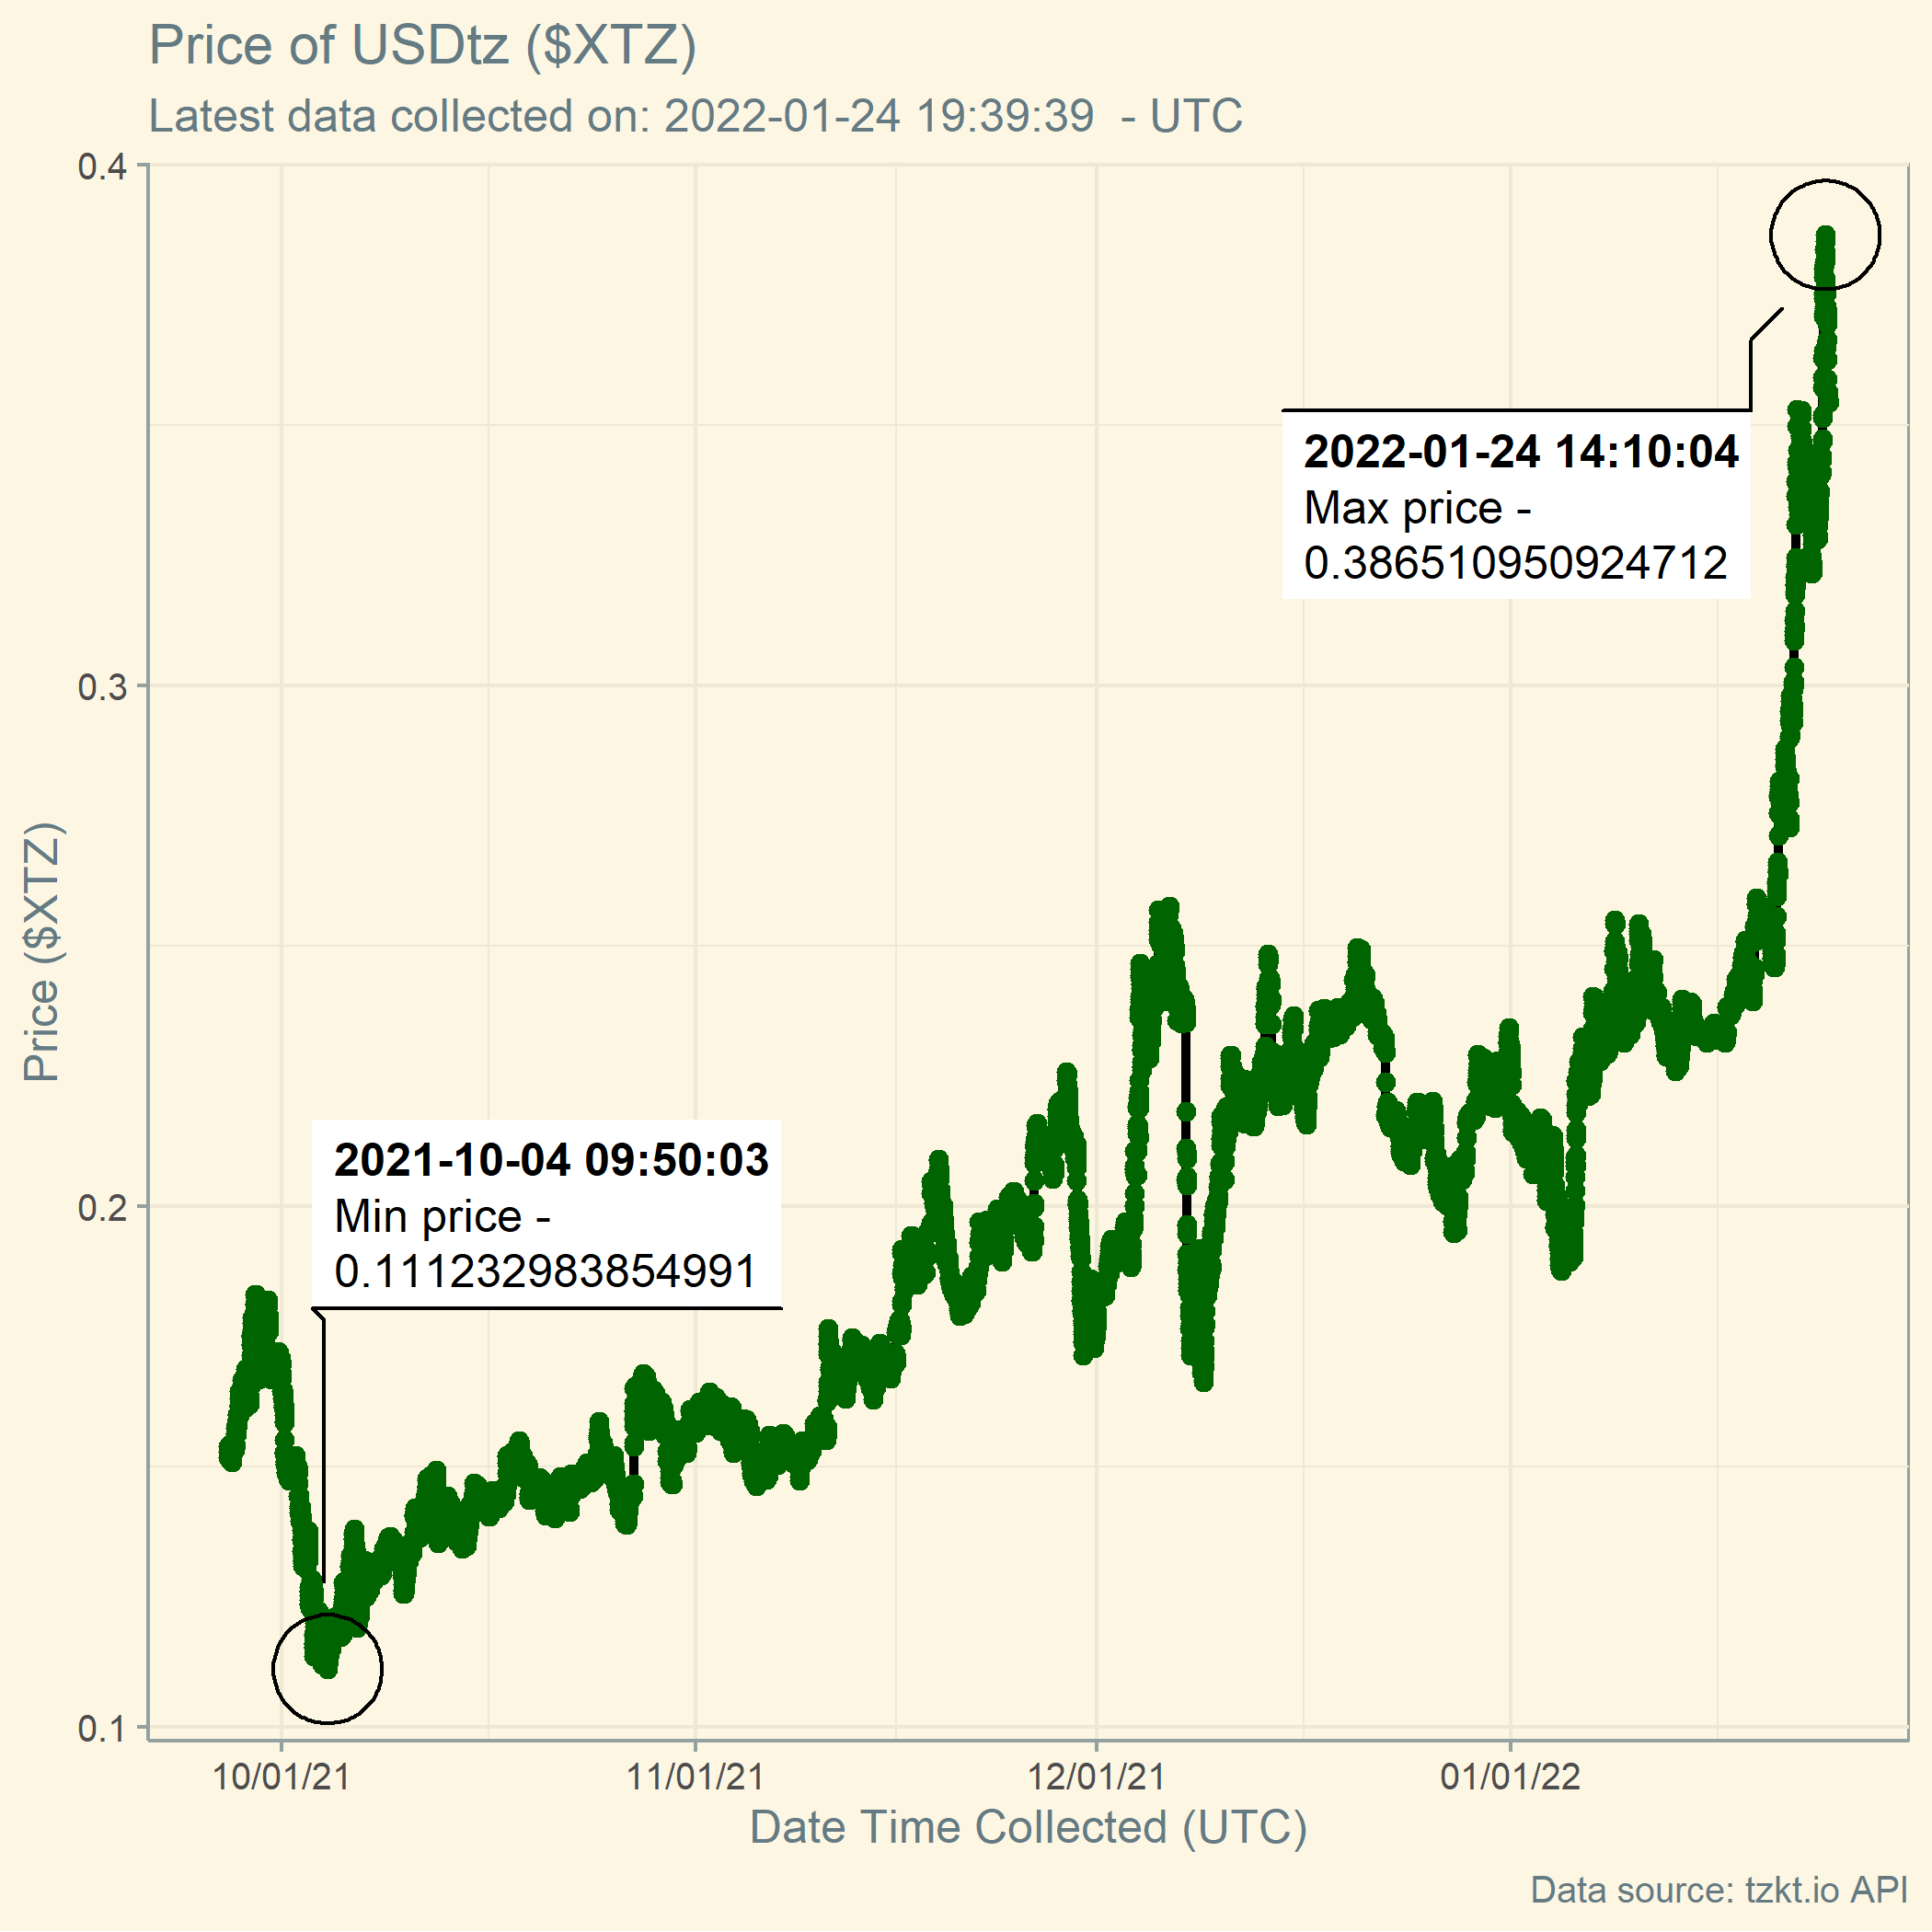 Price of USDtz ($XTZ)
Latest data collected on: 2022-01-24 19:39:39  - UTC
0.4
0.3
0.2
0.1
Price ($XTZ)
2022-01-24 14:10:04
Max price -
0.386510950924712
2021-10-04 09:50:03
Min price -
0.111232983854991
10/01/21
11/01/21
12/01/21
01/01/22
Date Time Collected (UTC)
Data source: tzkt.io API